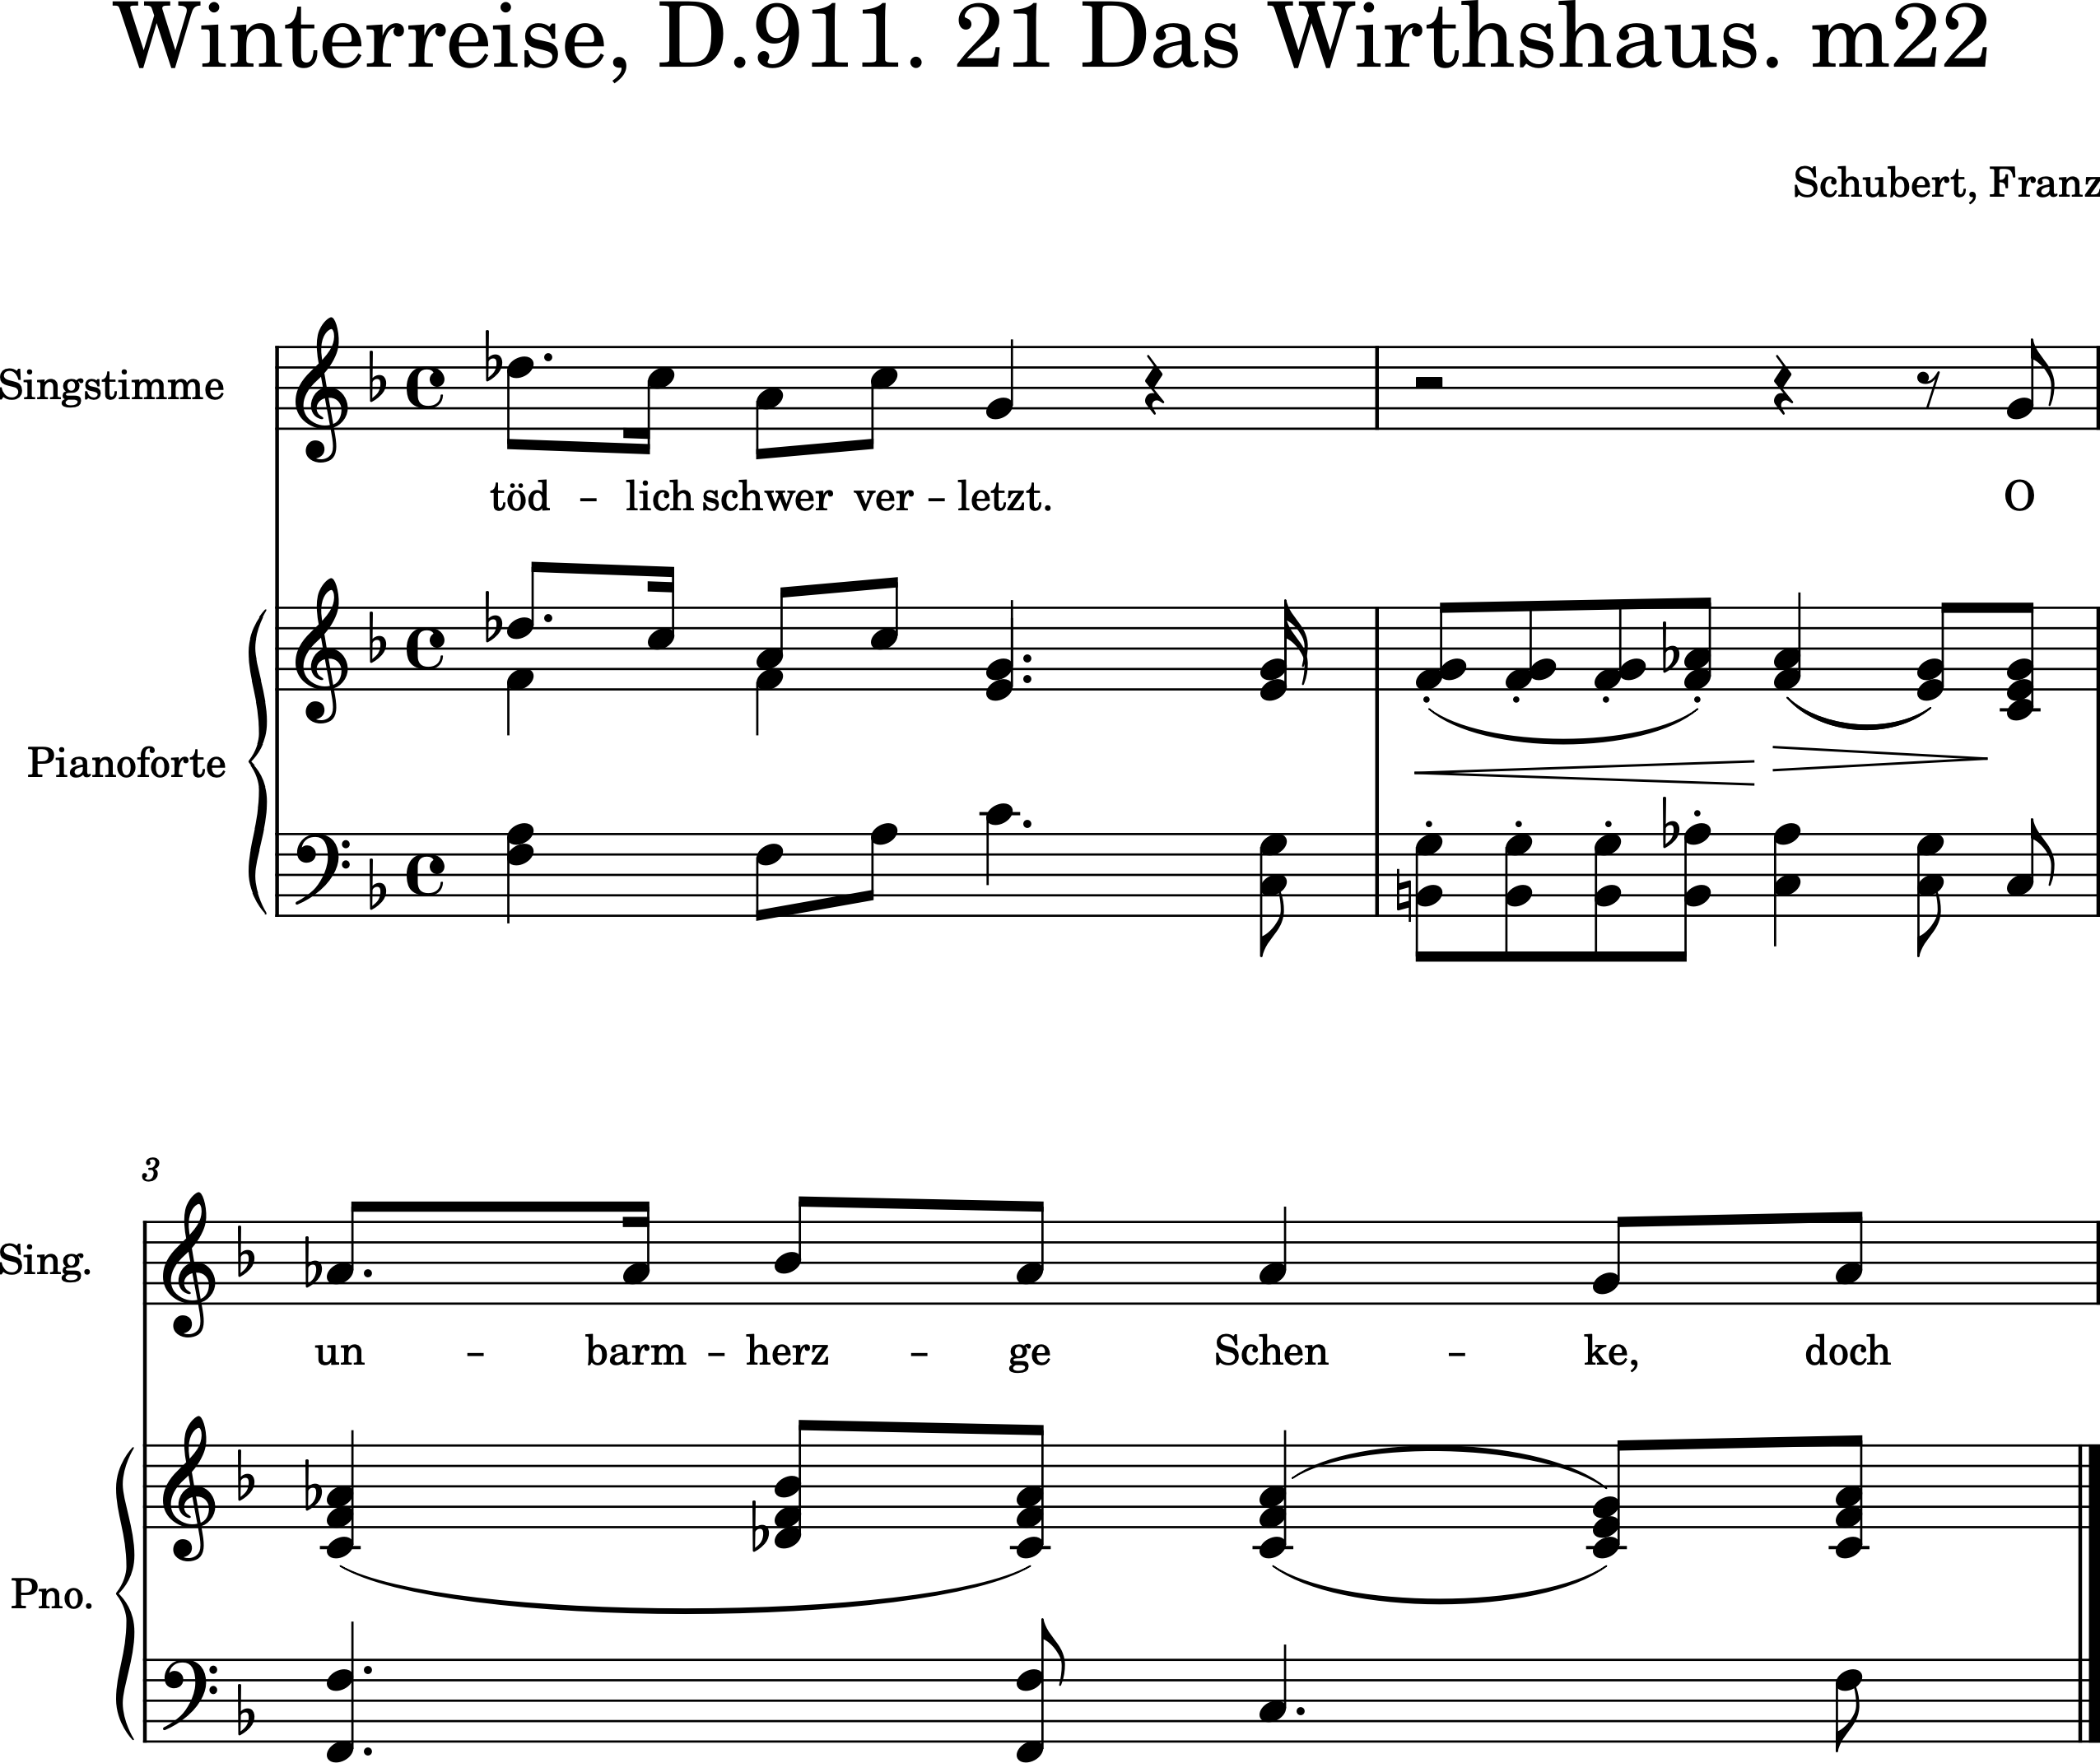 Winterreise, D.911. 21 Das Wirthshaus. m22
Schubert, Franz
Singstimme
töd – lich schwer ver – letzt. O
Pianoforte
3
Sing.
un – barm – herz – ge Schen – ke, doch
Pno.